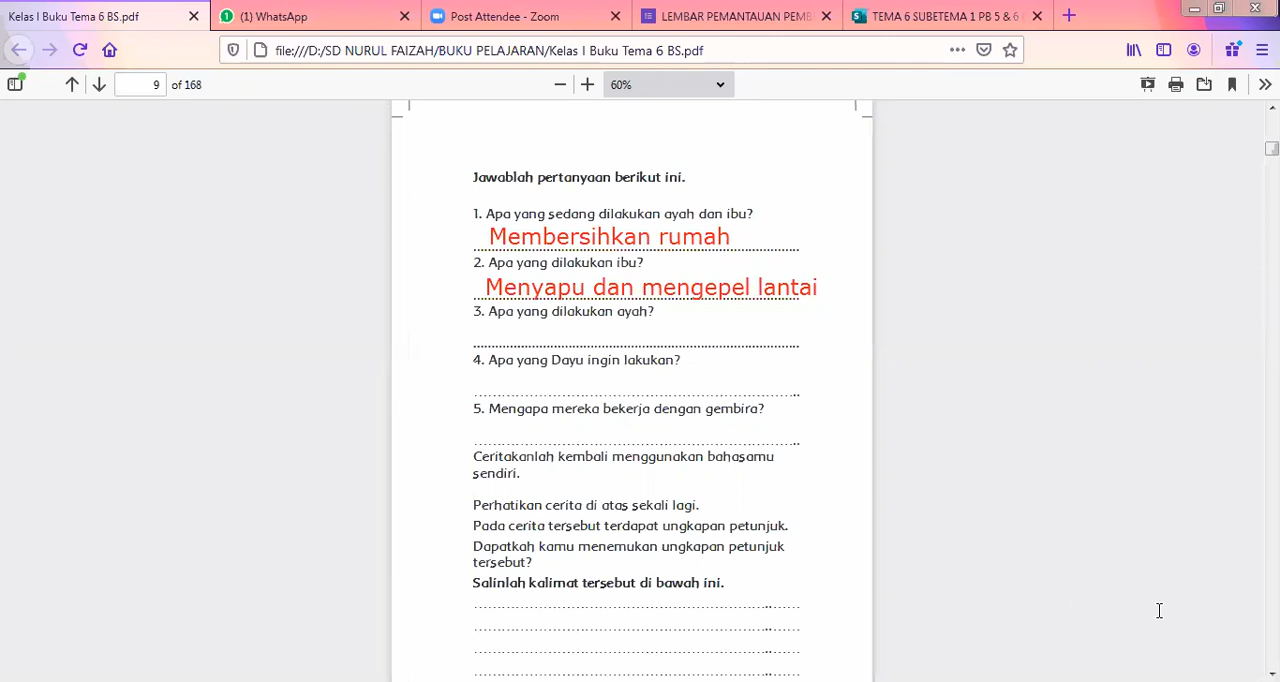 Kelas I Buku Tema 6 BS.pdf
(1) WhatsApp
Post Attendee - Zoom
LEMBAR PEMANTAUAN PEMB
TEMA 6 SUBETEMA 1 PB 5 & 6
file:///D:/SD NURUL FAIZAH/BUKU PELAJARAN/Kelas I Buku Tema 6 BS.pdf
9 of 168
60%
Jawablah pertanyaan berikut ini.
1. Apa yang sedang dilakukan ayah dan ibu?
Membersihkan rumah
2. Apa yang dilakukan ibu?
Menyapu dan mengepel lantai
3. Apa yang dilakukan ayah?
4. Apa yang Dayu ingin lakukan?
5. Mengapa mereka bekerja dengan gembira?
Ceritakanlah kembali menggunakan bahasamu
sendiri.
Perhatikan cerita di atas sekali lagi.
Pada cerita tersebut terdapat ungkapan petunjuk.
Dapatkah kamu menemukan ungkapan petunjuk
tersebut?
Salinlah kalimat tersebut di bawah ini.